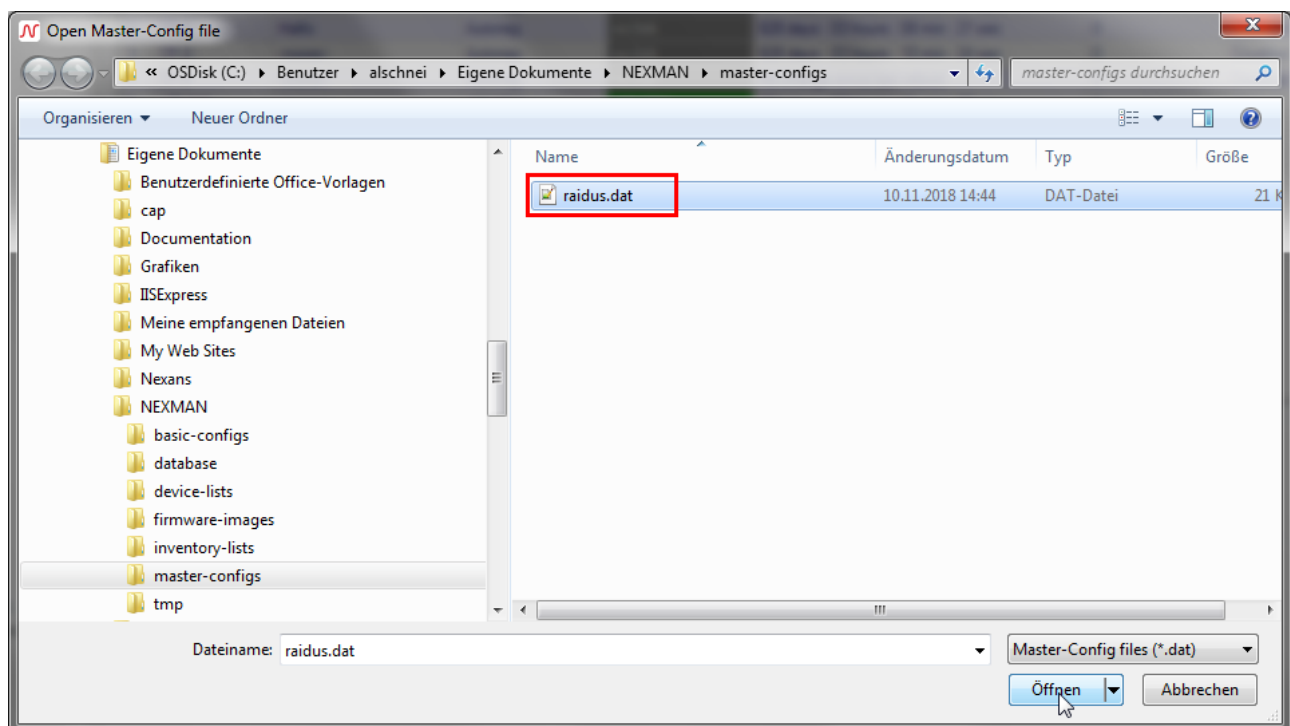 Open Master-Config file
« OSDisk (C:) ▸ Benutzer ▸ alschnei ▸ Eigene Dokumente ▸ NEXMAN ▸ master-configs
master-configs durchsuchen
Organisieren Neuer Ordner
Eigene Dokumente
Name Änderungsdatum Typ Größe
Benutzerdefinierte Office-Vorlagen
raidus.dat 10.11.2018 14:44 DAT-Datei 21 K
cap
Documentation
Grafiken
IISExpress
Meine empfangenen Dateien
My Web Sites
Nexans
NEXMAN
basic-configs
database
device-lists
firmware-images
inventory-lists
master-configs
tmp
Dateiname: raidus.dat Master-Config files (*.dat)
Öffnen Abbrechen